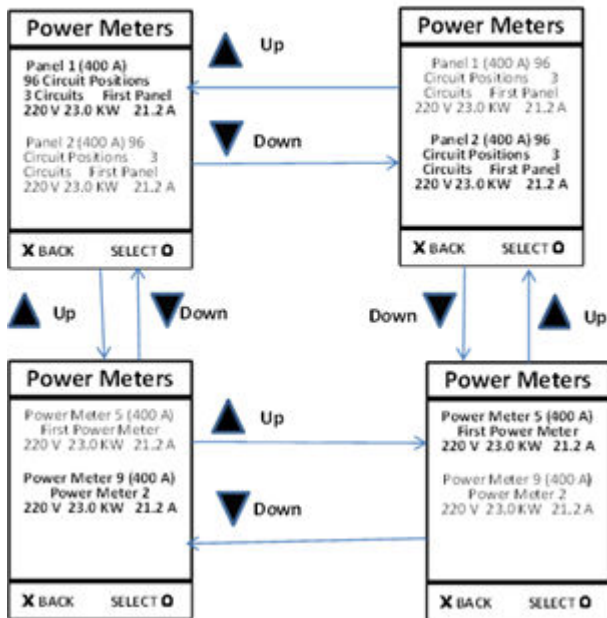 Power Meters
Panel 1 (400 A)
96 Circuit Positions
3 Circuits First Panel
220 V 23.0 KW 21.2 A
Panel 2 (400 A) 96
Circuit Positions 3
Circuits First Panel
220 V 23.0 KW 21.2 A
X BACK SELECT O
Up
Down
Power Meters
Panel 1 (400 A) 96
Circuit Positions 3
Circuits First Panel
220 V 23.0 KW 21.2 A
Panel 2 (400 A) 96
Circuit Positions 3
Circuits First Panel
220 V 23.0 KW 21.2 A
X BACK SELECT O
Up
Down
Down
Up
Power Meters
Power Meter 5 (400 A)
First Power Meter
220 V 23.0 KW 21.2 A
Power Meter 9 (400 A)
Power Meter 2
220 V 23.0 KW 21.2 A
X BACK SELECT O
Up
Down
Power Meters
Power Meter 5 (400 A)
First Power Meter
220 V 23.0 KW 21.2 A
Power Meter 9 (400 A)
Power Meter 2
220 V 23.0 KW 21.2 A
X BACK SELECT O